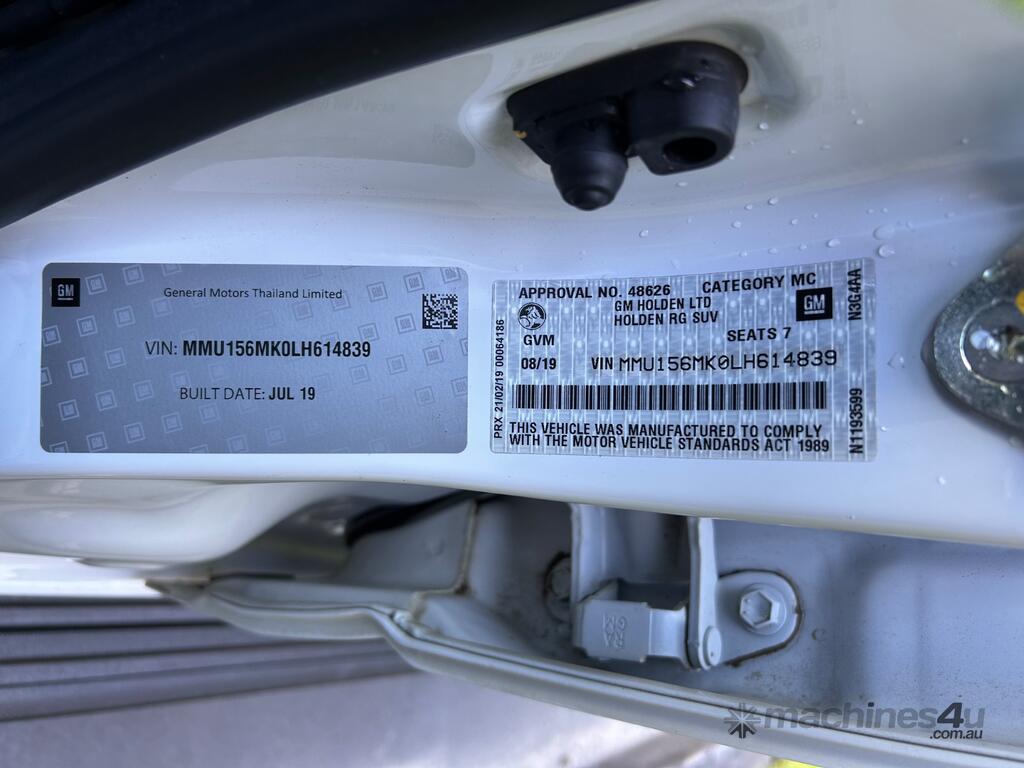 GM
General Motors Thailand Limited
VIN: MMU156MK0LH614839
BUILT DATE: JUL 19
PRX 21/02/19 00064186
APPROVAL NO. 48626 CATEGORY MC
GM HOLDEN LTD
HOLDEN RG SUV
GM
GVM
SEATS 7
08/19 VIN MMU156MK0LH614839
THIS VEHICLE WAS MANUFACTURED TO COMPLY
WITH THE MOTOR VEHICLE STANDARDS ACT 1989
N1193599
N3G4AA
machines4u
.com.au